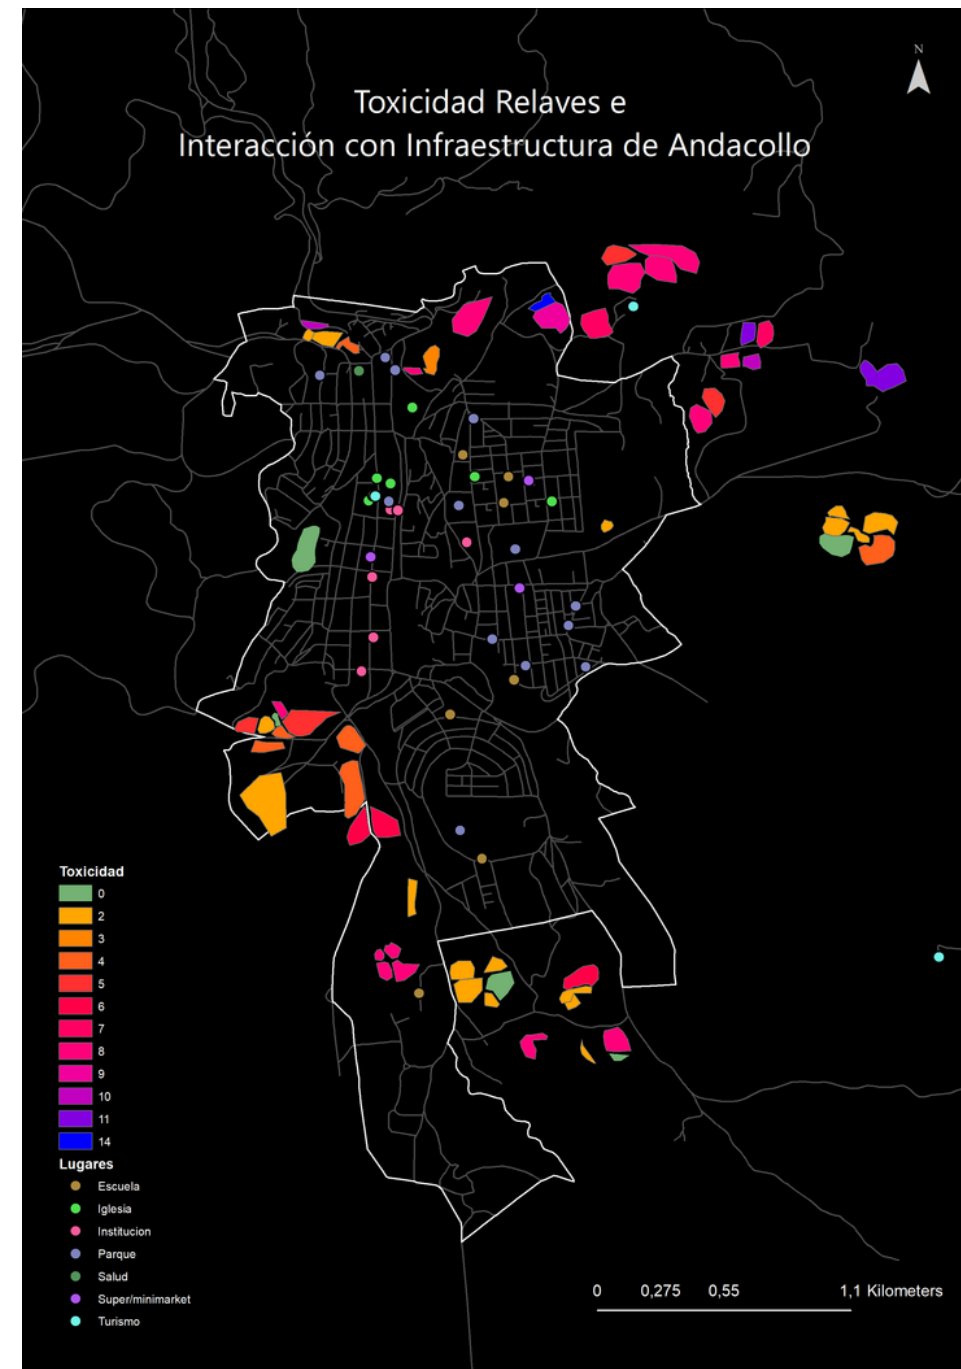 N
Toxicidad Relaves e
Interacción con Infraestructura de Andacollo
Toxicidad
0
2
3
4
5
6
7
8
9
10
11
14
Lugares
Escuela
Iglesia
Institucion
Parque
Salud
Super/minimarket
Turismo
0 0,275 0,55 1,1 Kilometers